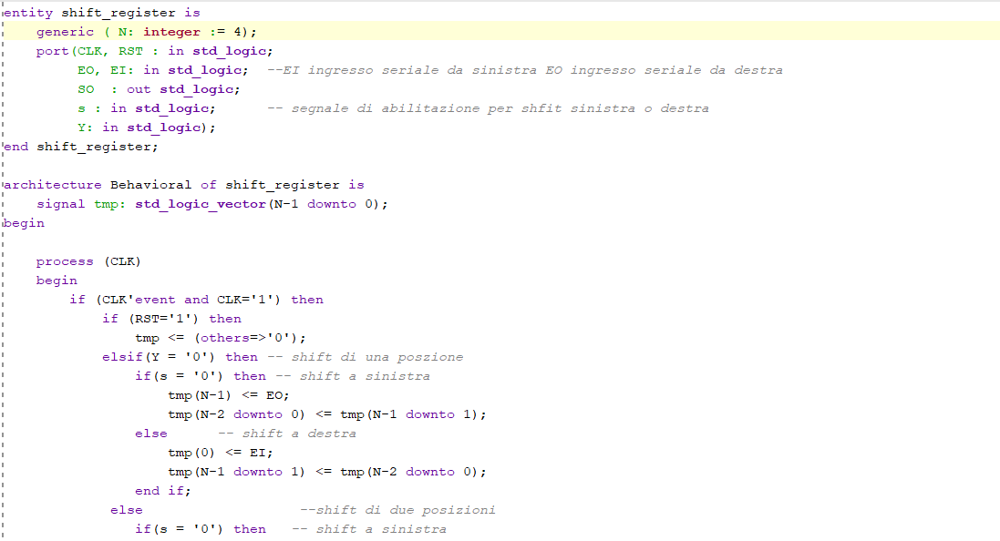 entity shift_register is
    generic ( N: integer := 4);
    port(CLK, RST : in std_logic;
         EO, EI: in std_logic;  --EI ingresso seriale da sinistra EO ingresso seriale da destra
         SO  : out std_logic;
         s : in std_logic;      -- segnale di abilitazione per shfit sinistra o destra
         Y: in std_logic);
end shift_register;
architecture Behavioral of shift_register is
    signal tmp: std_logic_vector(N-1 downto 0);
begin
    process (CLK)
    begin
        if (CLK'event and CLK='1') then
            if (RST='1') then
                tmp <= (others=>'0');
            elsif(Y = '0') then -- shift di una poszione
                if(s = '0') then -- shift a sinistra
                    tmp(N-1) <= EO;
                    tmp(N-2 downto 0) <= tmp(N-1 downto 1);
                else      -- shift a destra
                    tmp(0) <= EI;
                    tmp(N-1 downto 1) <= tmp(N-2 downto 0);
                end if;
             else                   --shift di due posizioni
                if(s = '0') then   -- shift a sinistra